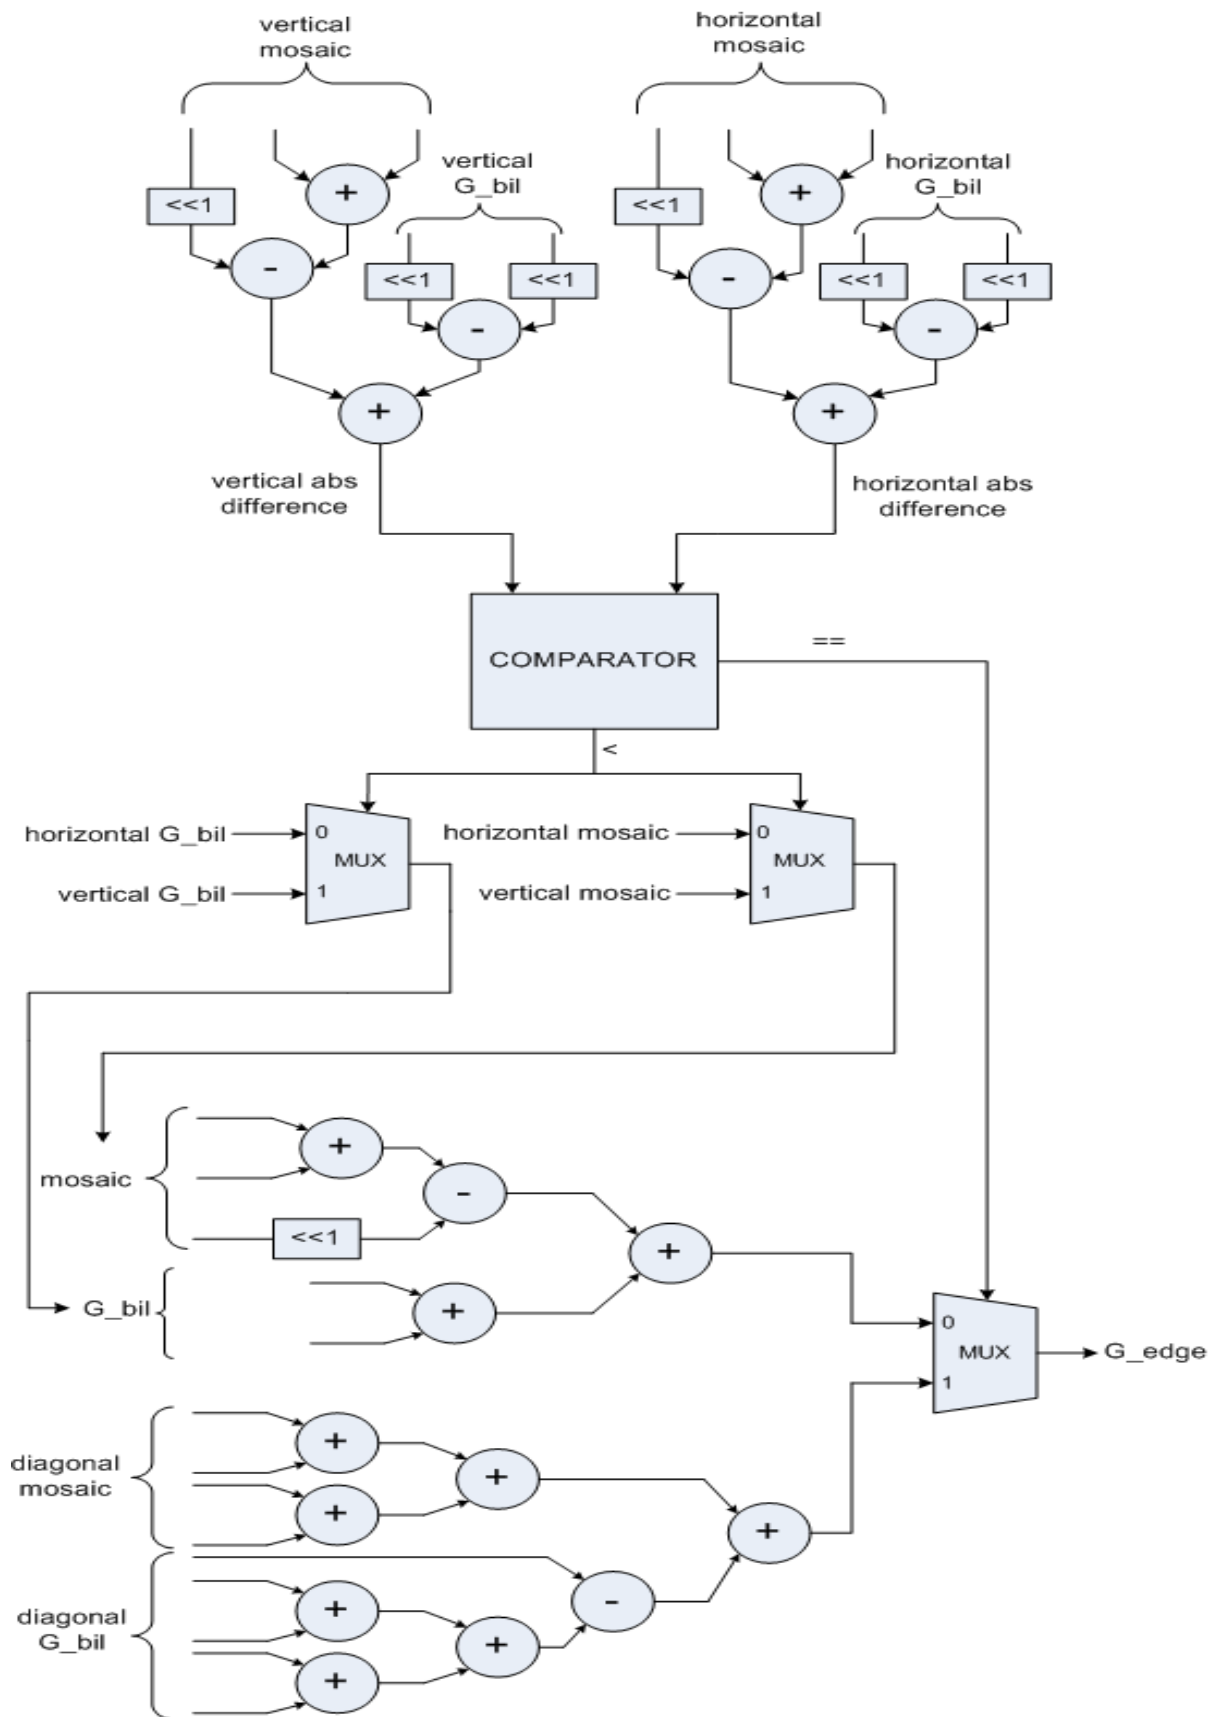 vertical
mosaic
horizontal
mosaic
vertical
G_bil
horizontal
G_bil
<<1
+
<<1
+
-
<<1
<<1
-
<<1
<<1
-
-
+
+
vertical abs
difference
horizontal abs
difference
COMPARATOR
==
<
horizontal G_bil
0
MUX
vertical G_bil
1
horizontal mosaic
0
MUX
vertical mosaic
1
mosaic
+
-
<<1
+
G_bil
+
0
MUX
1
G_edge
diagonal
mosaic
+
+
+
+
diagonal
G_bil
+
+
+
-